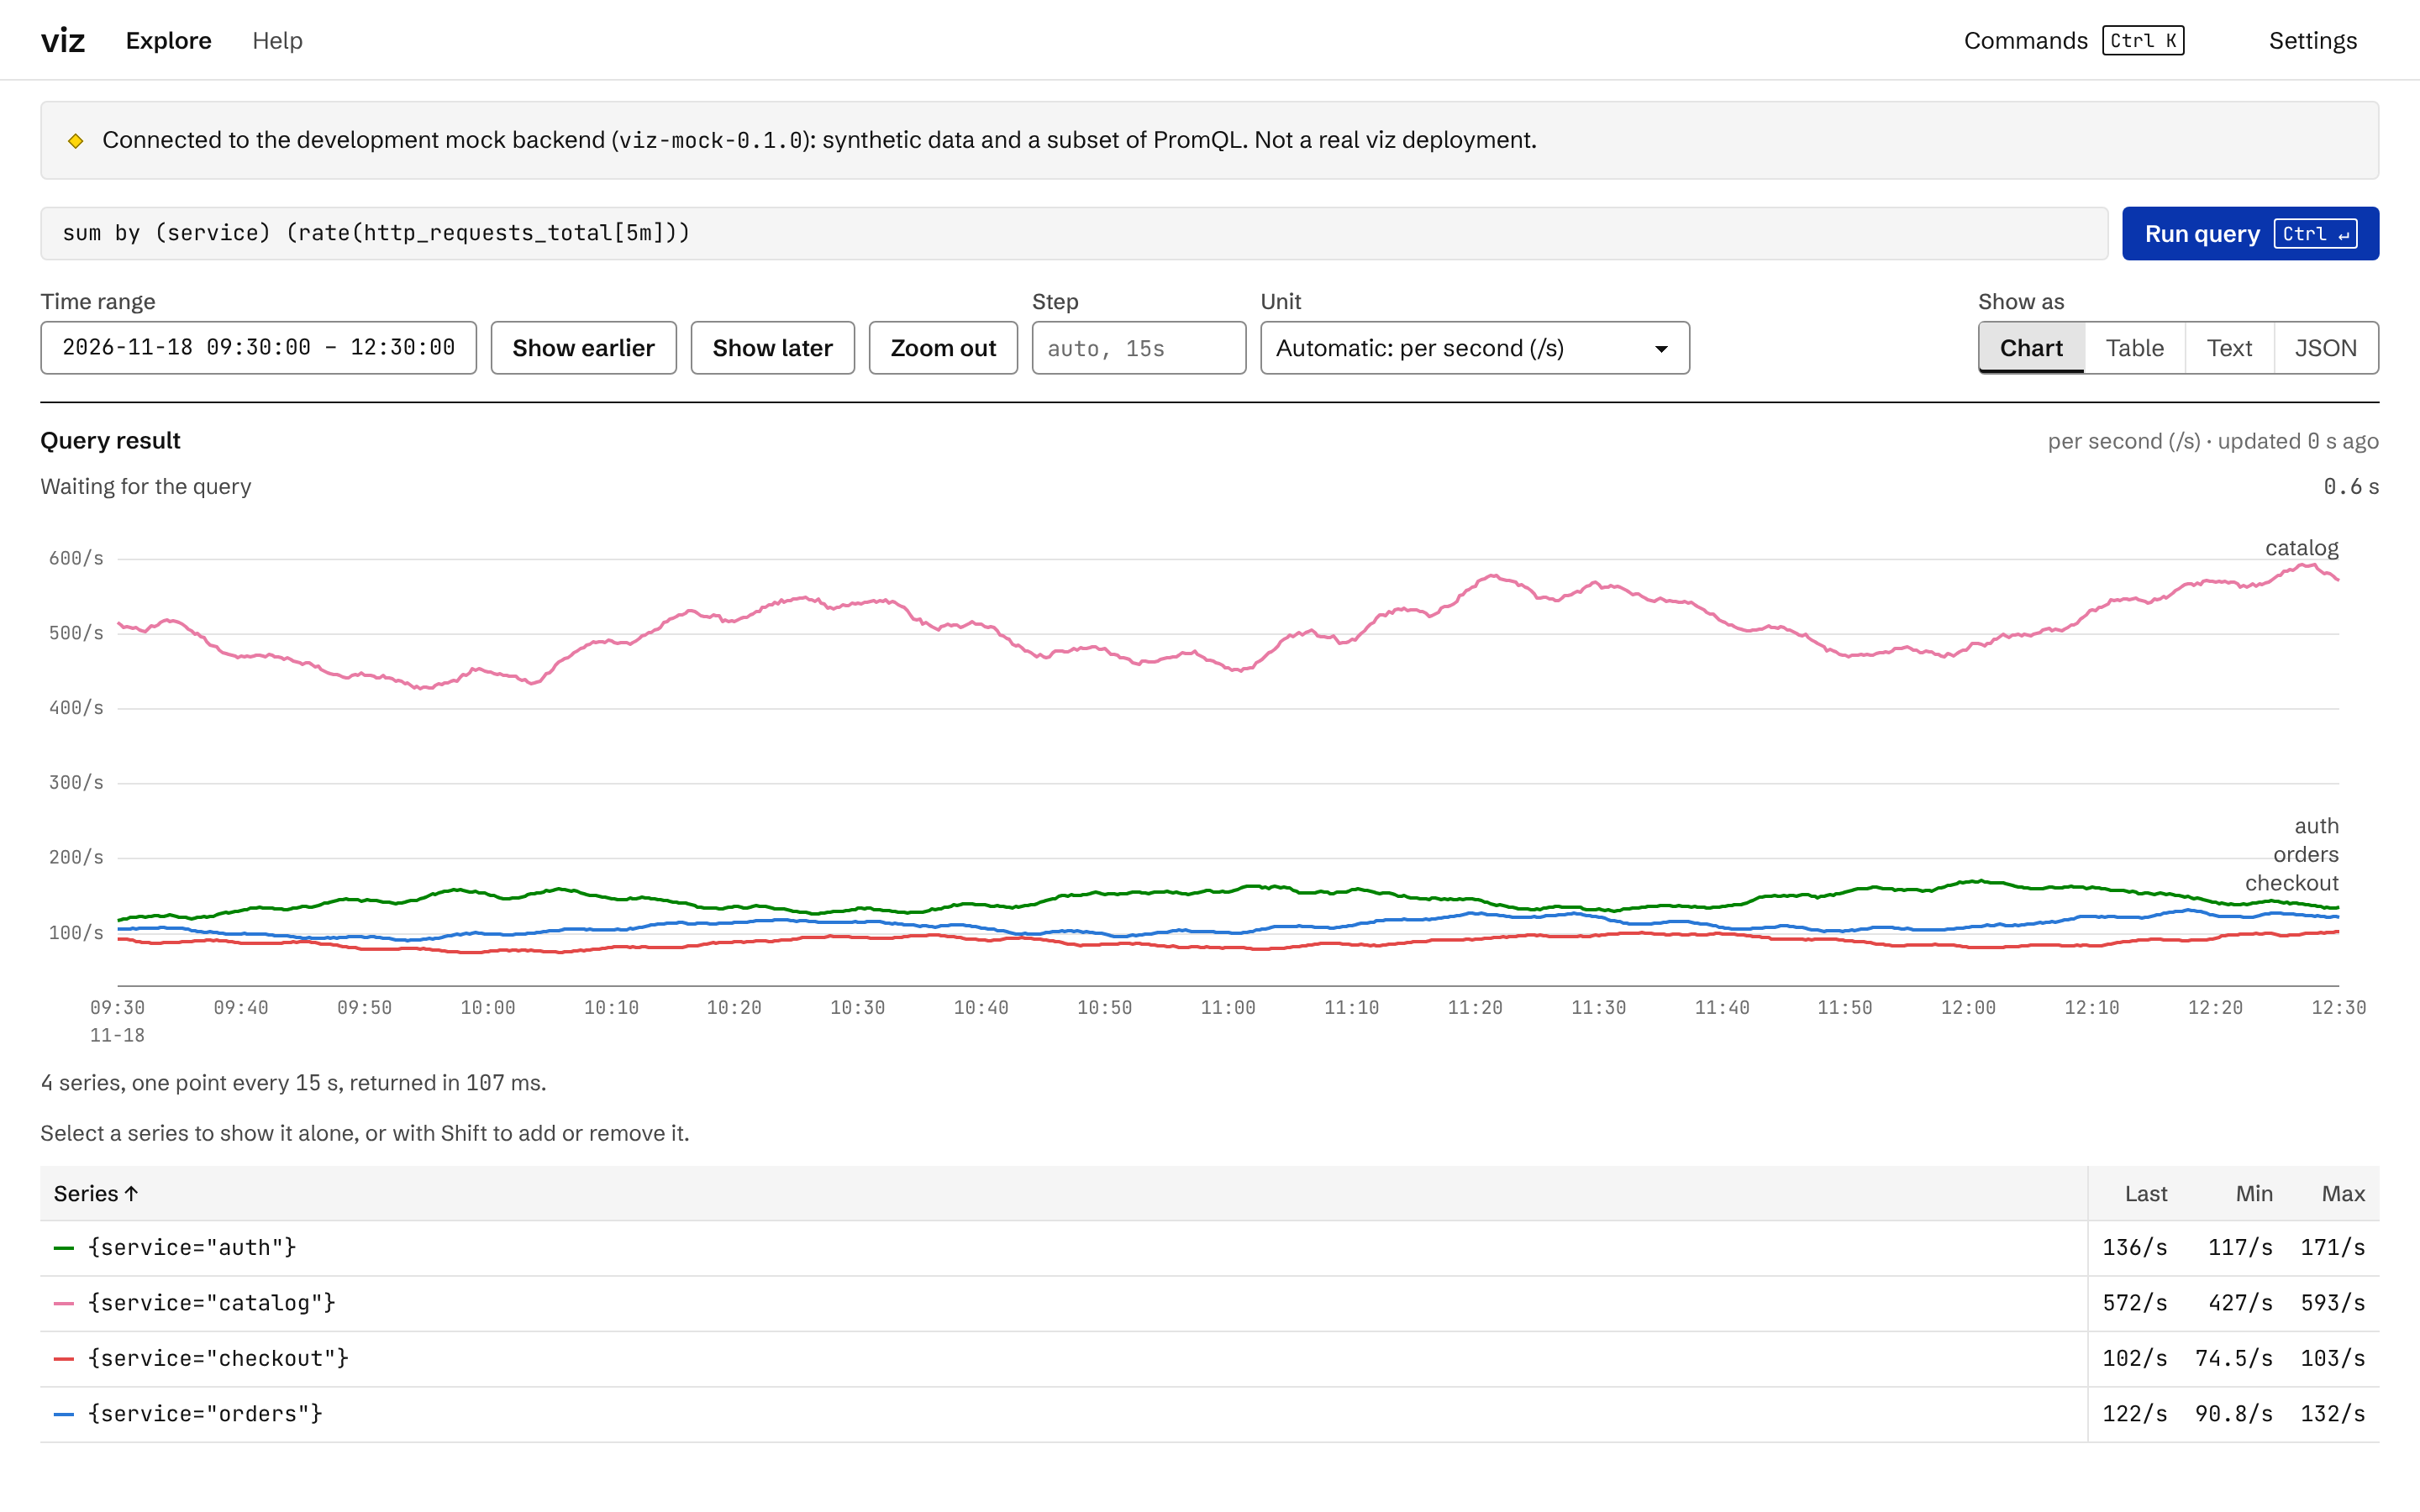 viz Explore Help Commands Ctrl K Settings
Connected to the development mock backend (viz-mock-0.1.0): synthetic data and a subset of PromQL. Not a real viz deployment.
sum by (service) (rate(http_requests_total[5m])) Run query Ctrl ↵
Time range Step Unit Show as
2026-11-18 09:30:00 – 12:30:00 Show earlier Show later Zoom out auto, 15s Automatic: per second (/s) Chart Table Text JSON
Query result per second (/s) · updated 0 s ago
Waiting for the query 0.6 s
600/s
500/s
400/s
300/s
200/s
100/s
catalog
auth
orders
checkout
09:30 09:40 09:50 10:00 10:10 10:20 10:30 10:40 10:50 11:00 11:10 11:20 11:30 11:40 11:50 12:00 12:10 12:20 12:30
11-18
4 series, one point every 15 s, returned in 107 ms.
Select a series to show it alone, or with Shift to add or remove it.
Series ↑ Last Min Max
{service="auth"} 136/s 117/s 171/s
{service="catalog"} 572/s 427/s 593/s
{service="checkout"} 102/s 74.5/s 103/s
{service="orders"} 122/s 90.8/s 132/s